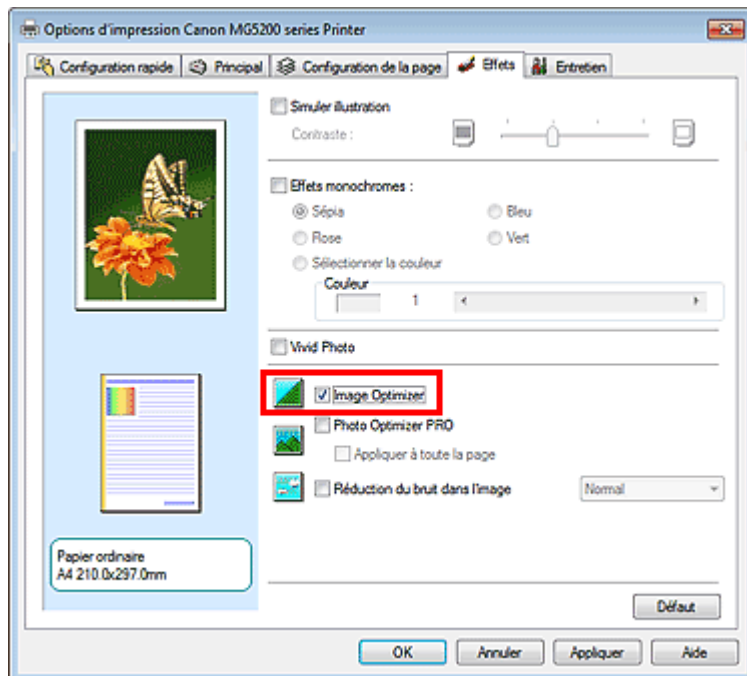 Options d'impression Canon MG5200 series Printer
Configuration rapide Principal Configuration de la page Effets Entretien
Simuler illustration
Contraste :
Effets monochromes :
Sépia Bleu
Rose Vert
Sélectionner la couleur
Couleur
1
Vivid Photo
Image Optimizer
Photo Optimizer PRO
Appliquer à toute la page
Réduction du bruit dans l'image Normal
Papier ordinaire
A4 210.0x297.0mm
Défaut
OK Annuler Appliquer Aide